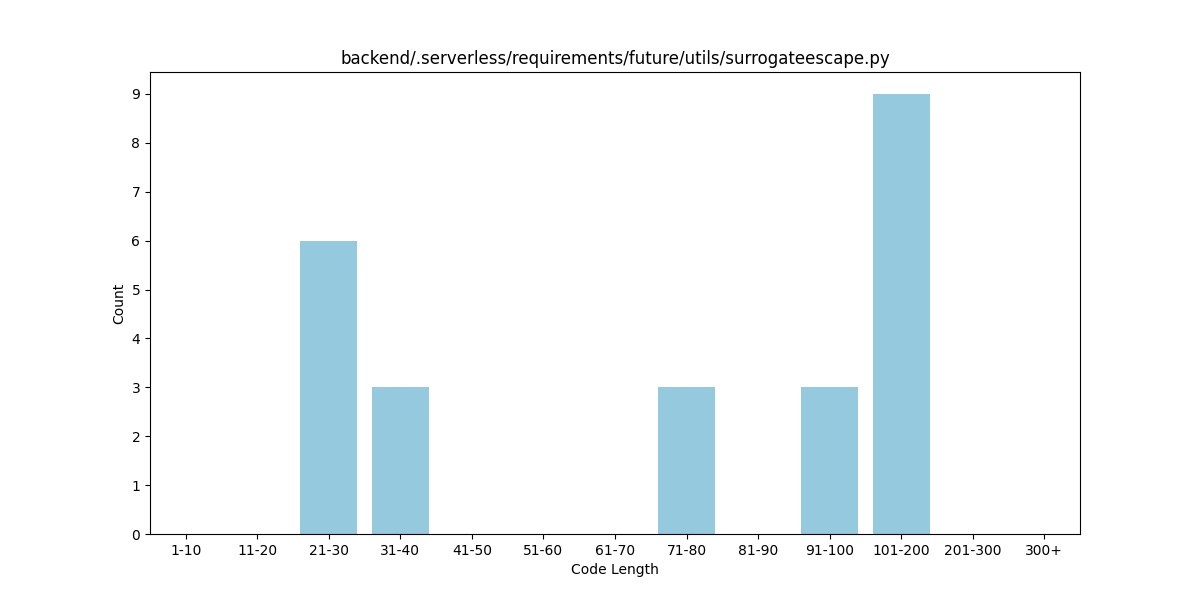 backend/.serverless/requirements/future/utils/surrogateescape.py
9
8
7
6
5
4
3
2
1
0
Count
1-10 11-20 21-30 31-40 41-50 51-60 61-70 71-80 81-90 91-100 101-200 201-300 300+
Code Length